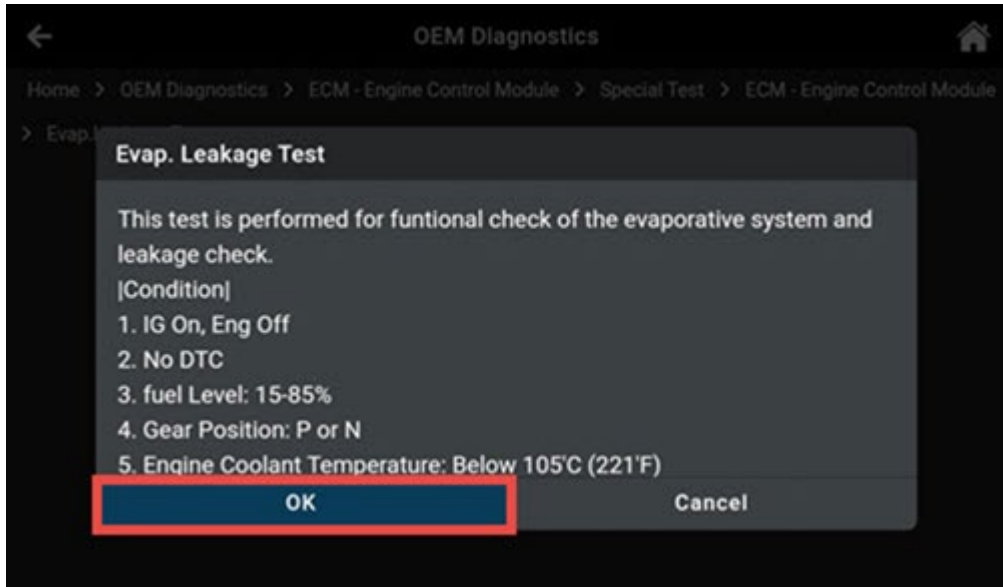 OEM Diagnostics
Home > OEM Diagnostics > ECM - Engine Control Module > Special Test > ECM - Engine Control Module
> Evap.
Evap. Leakage Test
This test is performed for funtional check of the evaporative system and
leakage check.
|Condition|
1. IG On, Eng Off
2. No DTC
3. fuel Level: 15-85%
4. Gear Position: P or N
5. Engine Coolant Temperature: Below 105'C (221'F)
OK
Cancel